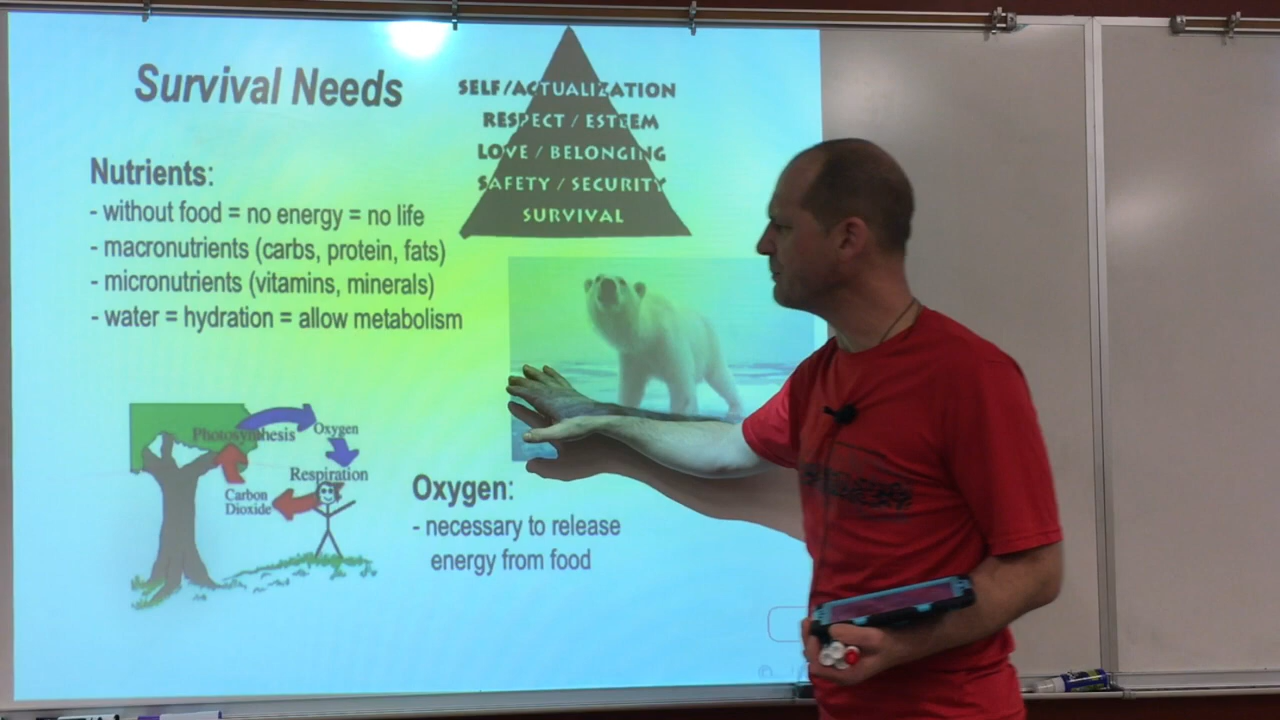 Survival Needs
SELF/ACTUALIZATION
RESPECT / ESTEEM
LOVE / BELONGING
SAFETY / SECURITY
SURVIVAL
Nutrients:
- without food = no energy = no life
- macronutrients (carbs, protein, fats)
- micronutrients (vitamins, minerals)
- water = hydration = allow metabolism
Photosynthesis
Oxygen
Respiration
Carbon
Dioxide
Oxygen:
- necessary to release
energy from food